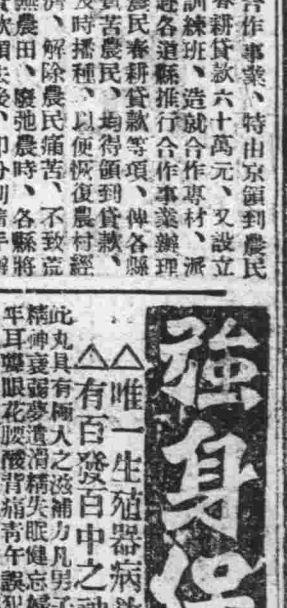 合作事業、特由京領到農民
春耕貸款六十萬元、又設立
訓練班、造就合作專材、派
赴各道縣推行合作事業辦理
農民春耕貸款等項、俾各縣
貧苦農民、均得領到貸款、
及時播種、以便恢復農村經
濟、解除農民痛苦、不致荒
蕪農田、廢弛農時、各縣將
強身
△唯一生殖器病
△有百發百中之
此丸具有極大之滋補力凡男子
精神衰弱夢遺滑精失眠健忘
年耳聾眼花腰酸背痛青年誤犯